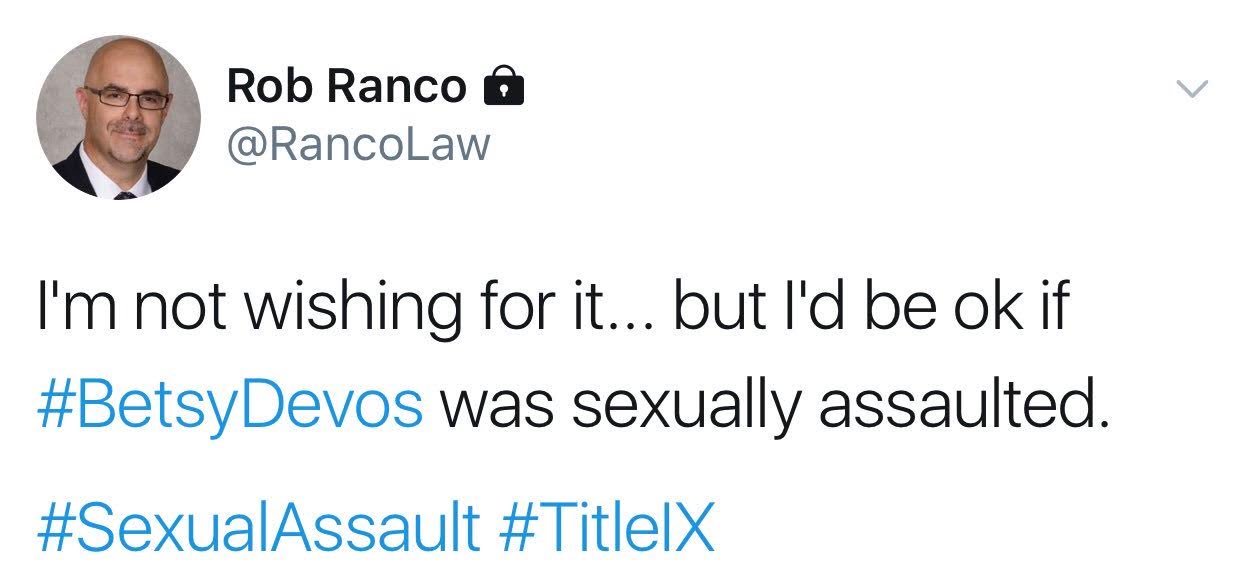 Rob Ranco
@RancoLaw
I'm not wishing for it... but I'd be ok if
#BetsyDevos was sexually assaulted.
#SexualAssault #TitleIX